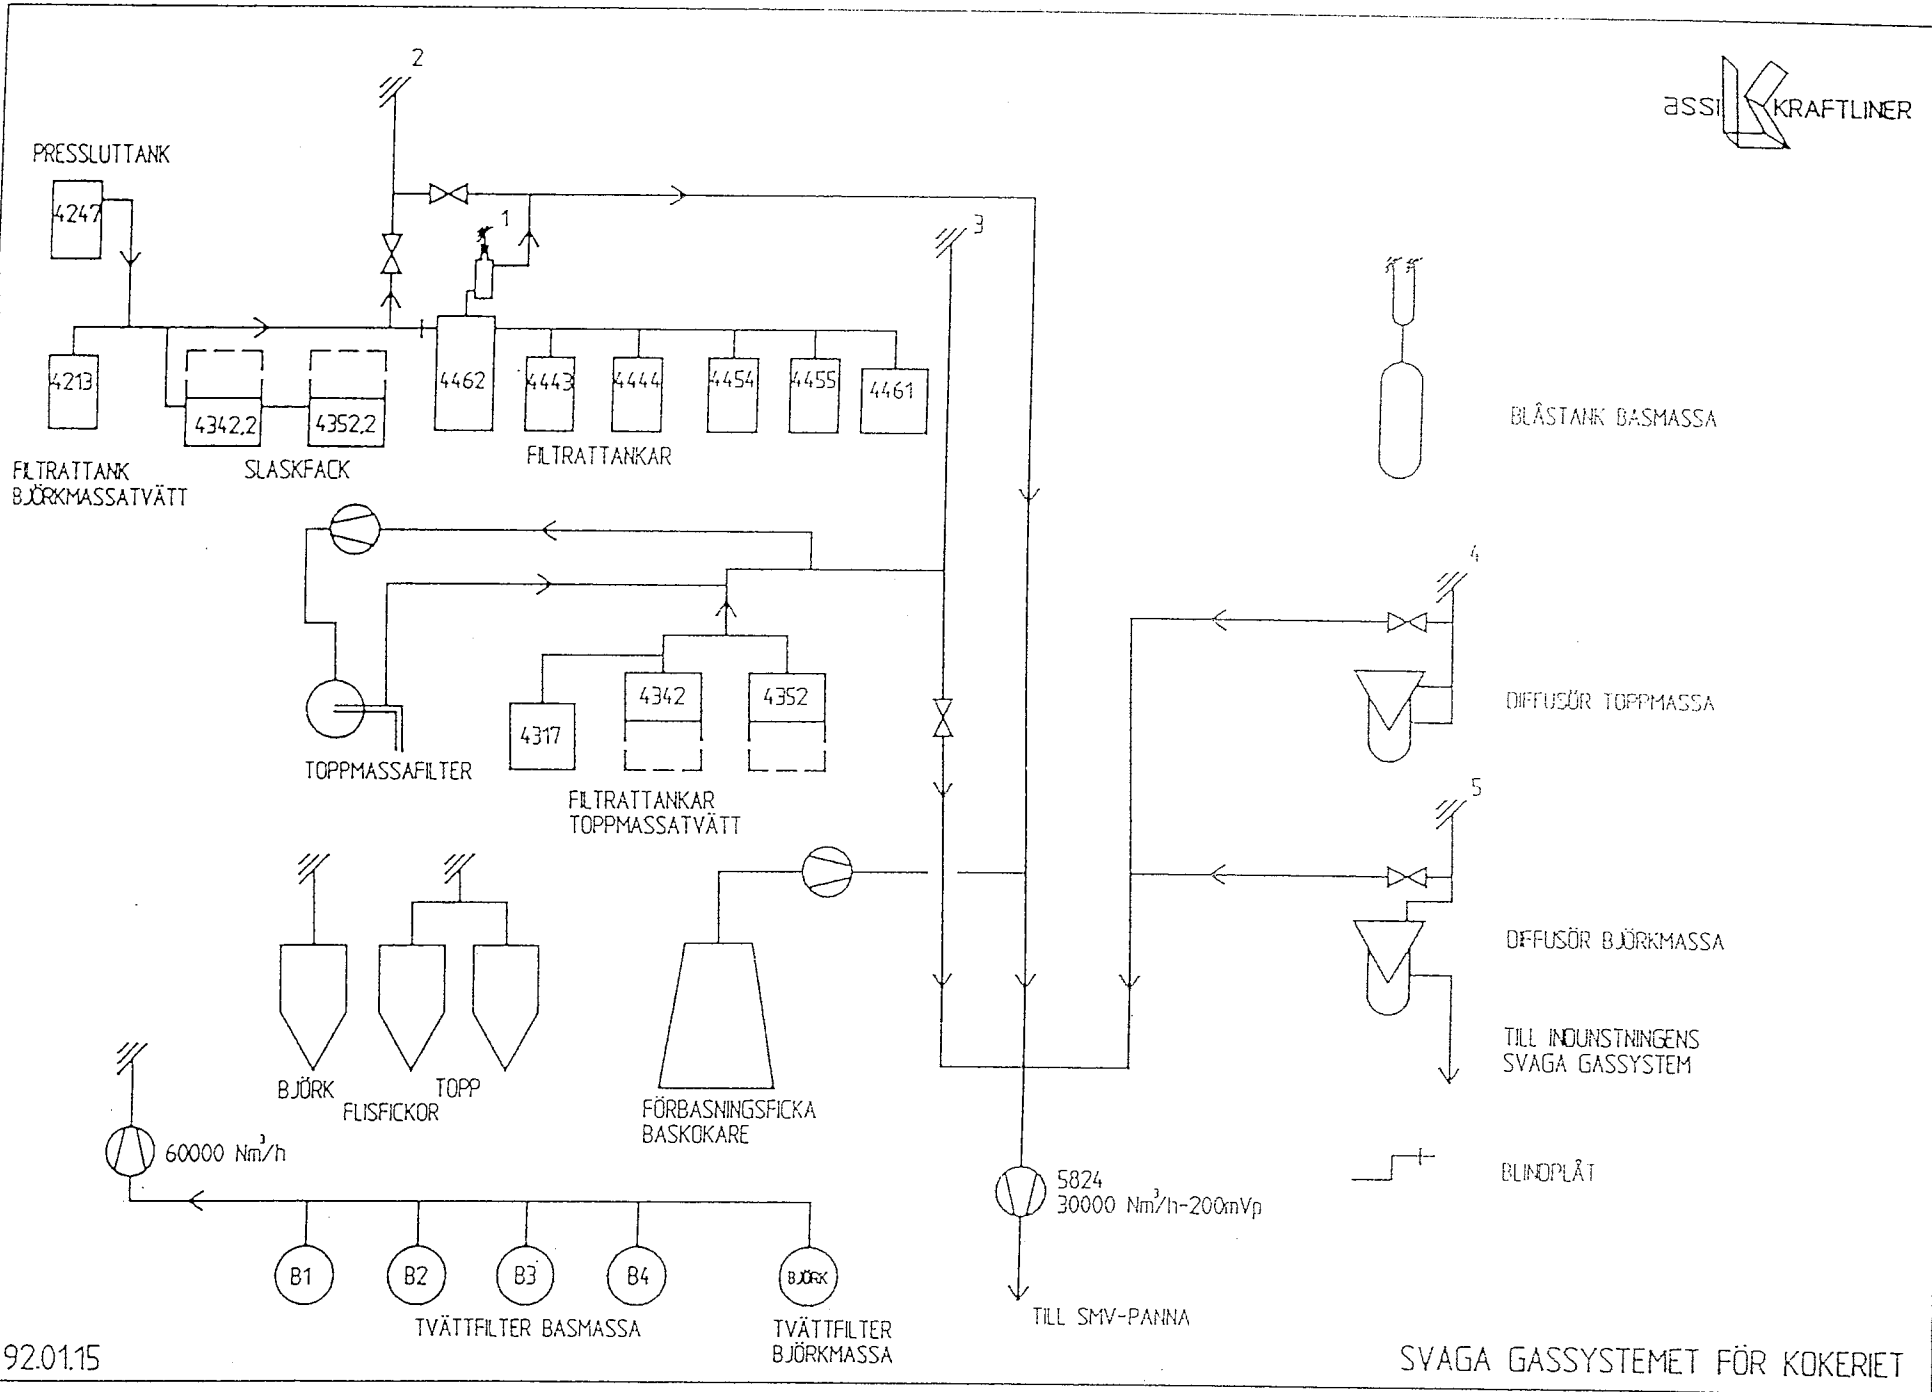 2
assi KRAFTLINER
PRESSLUTTANK
4247
1
3
4213
4342,2
4352,2
4462
4443
4444
4454
4455
4461
FILTRATTANK
BJÖRKMASSATVÄTT
SLASKFACK
FILTRATTANKAR
BLÅSTANK BASMASSA
4
4317
4342
4352
DIFFUSÖR TOPPMASSA
TOPPMASSAFILTER
FILTRATTANKAR
TOPPMASSATVÄTT
5
DIFFUSÖR BJÖRKMASSA
TILL INDUNSTNINGENS
SVAGA GASSYSTEM
BJÖRK
TOPP
FLISFICKOR
FÖRBASNINGSFICKA
BASKOKARE
60000 Nm³/h
5824
30000 Nm³/h-200mVp
BLINDPLÅT
B1
B2
B3
B4
BJÖRK
TVÄTTFILTER BASMASSA
TVÄTTFILTER
BJÖRKMASSA
TILL SMV-PANNA
92.01.15
SVAGA GASSYSTEMET FÖR KOKERIET